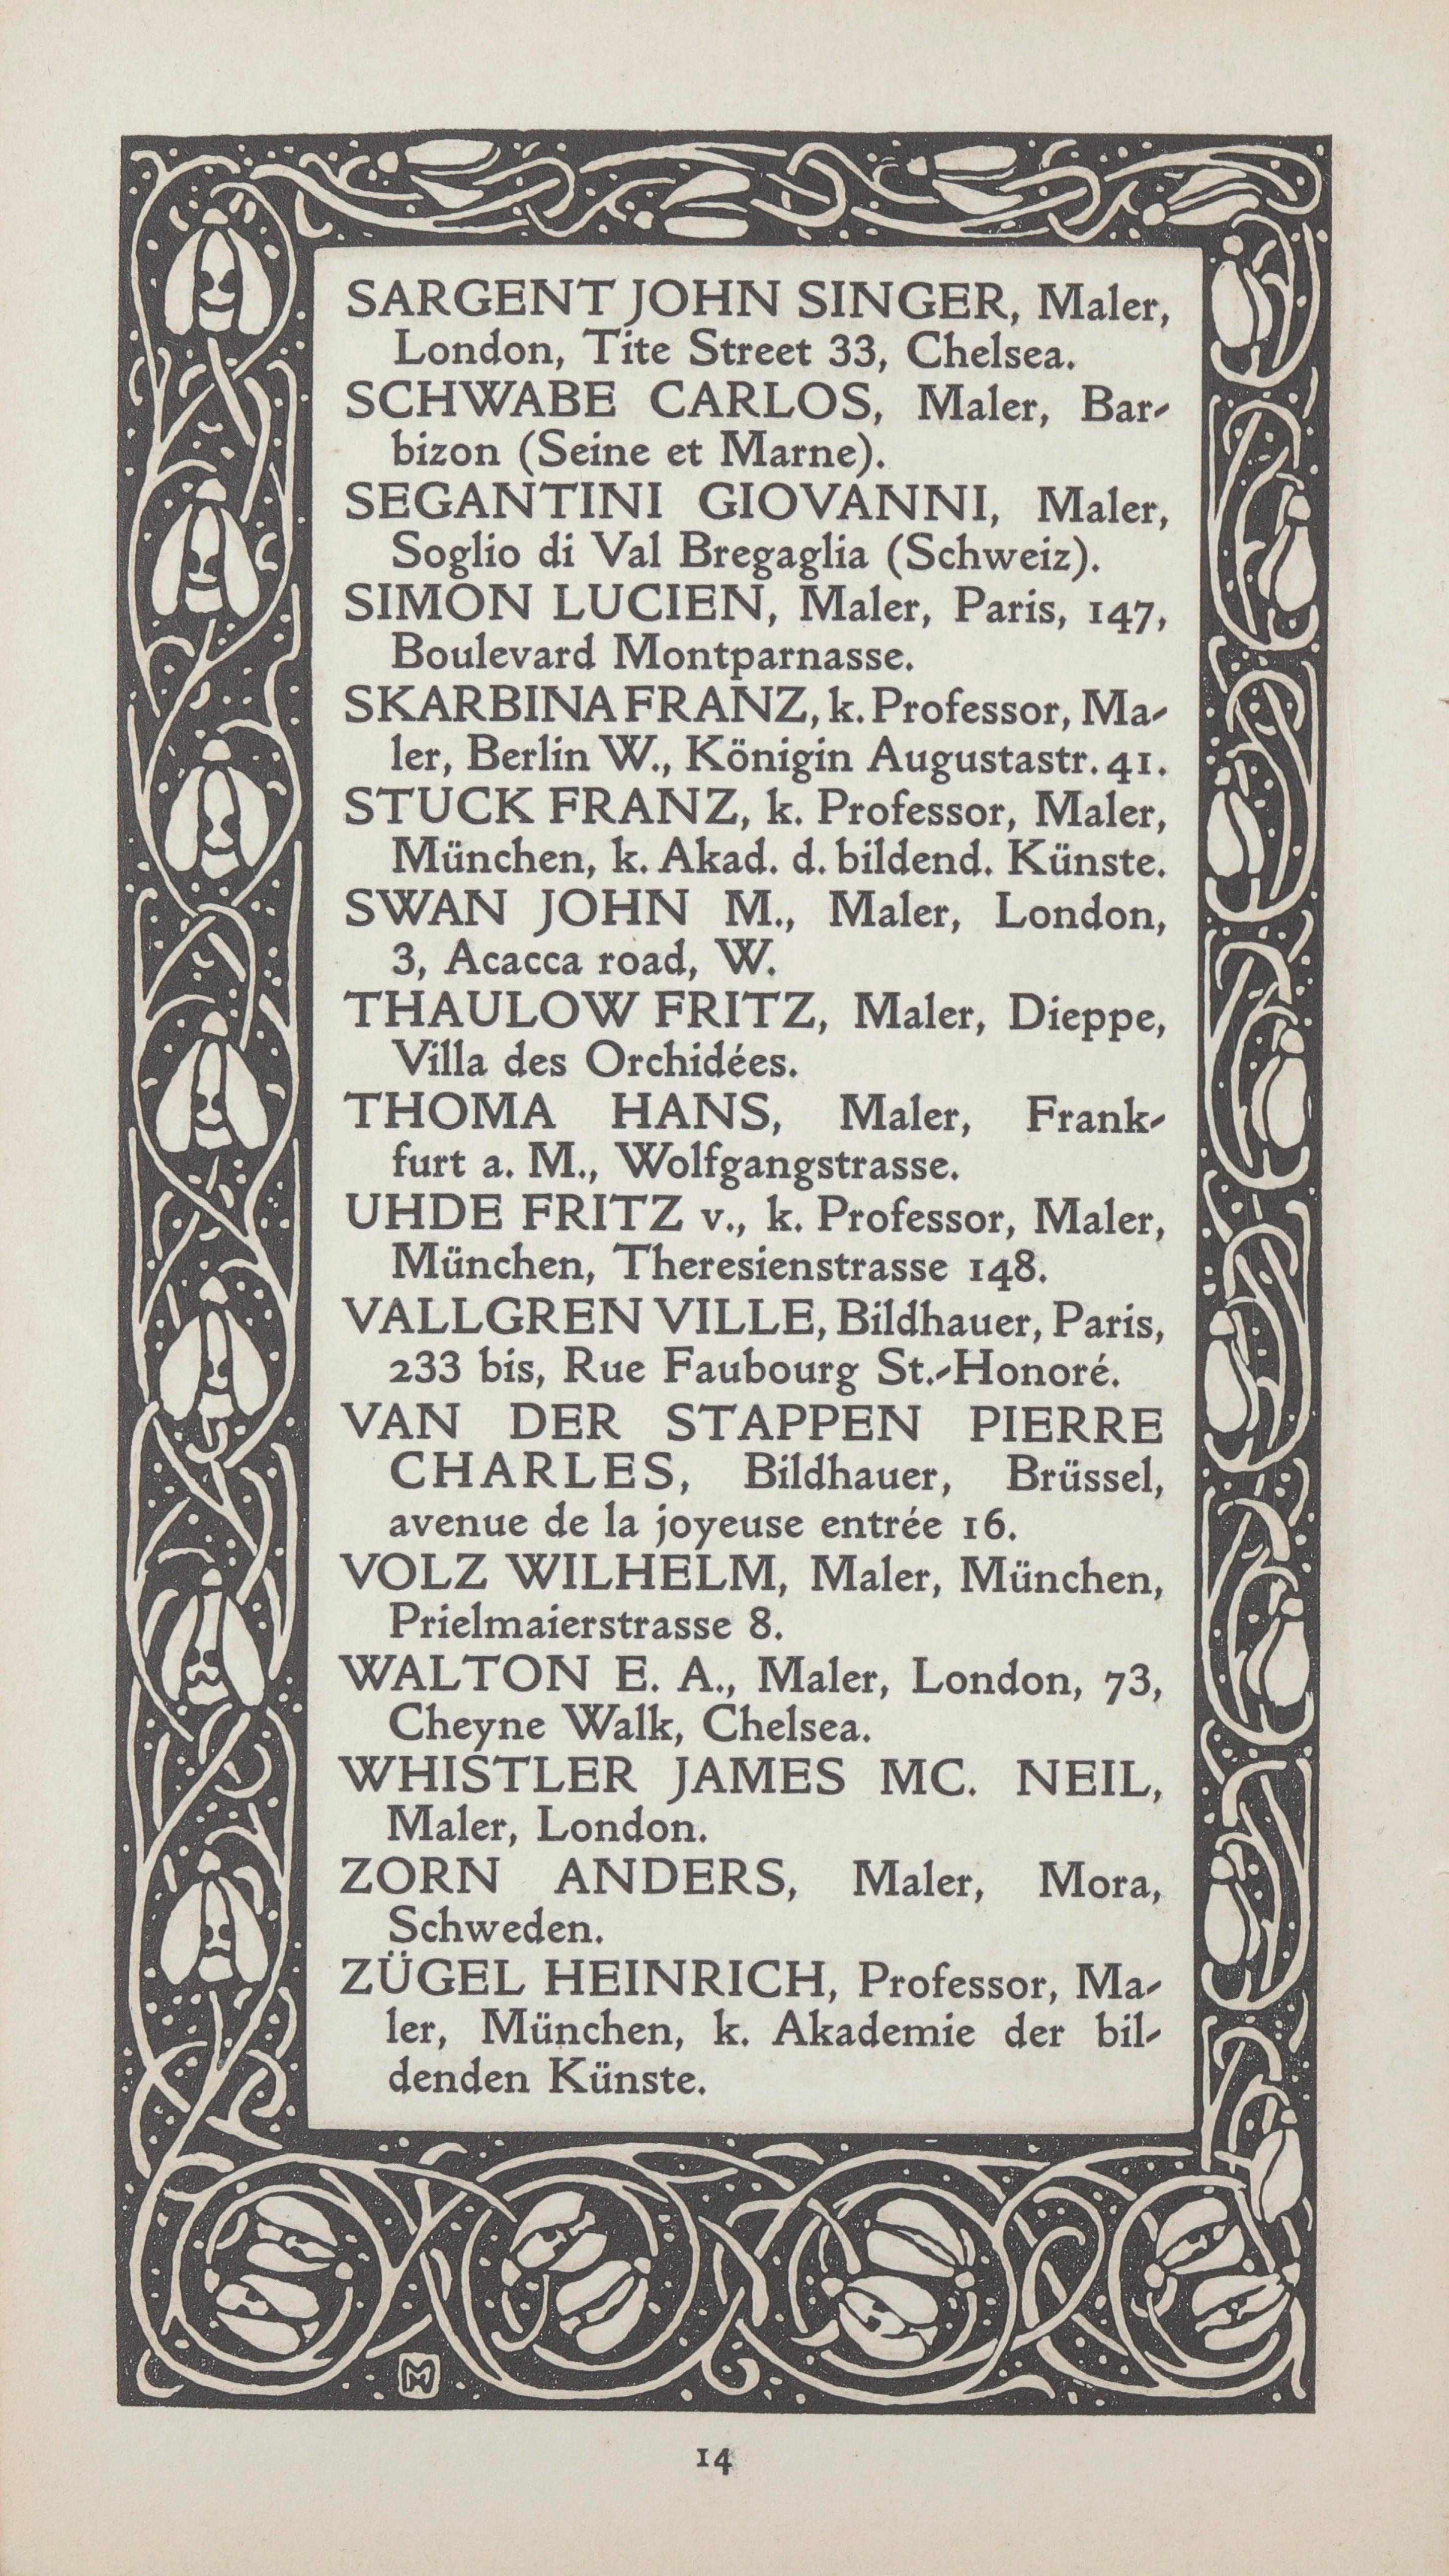 SARGENT JOHN SINGER, Maler,
London, Tite Street 33, Chelsea.
SCHWABE CARLOS, Maler, Bar-
bizon (Seine et Marne).
SEGANTINI GIOVANNI, Maler,
Soglio di Val Bregaglia (Schweiz).
SIMON LUCIEN, Maler, Paris, 147,
Boulevard Montparnasse.
SKARBINA FRANZ, k. Professor, Ma-
ler, Berlin W., Königin Augustastr. 41.
STUCK FRANZ, k. Professor, Maler,
München, k. Akad. d. bildend. Künste.
SWAN JOHN M., Maler, London,
3, Acacca road, W.
THAULOW FRITZ, Maler, Dieppe,
Villa des Orchidées.
THOMA HANS, Maler, Frank-
furt a. M., Wolfgangstrasse.
UHDE FRITZ v., k. Professor, Maler,
München, Theresienstrasse 148.
VALLGREN VILLE, Bildhauer, Paris,
233 bis, Rue Faubourg St.-Honoré.
VAN DER STAPPEN PIERRE
CHARLES, Bildhauer, Brüssel,
avenue de la joyeuse entrée 16.
VOLZ WILHELM, Maler, München,
Prielmaierstrasse 8.
WALTON E. A., Maler, London, 73,
Cheyne Walk, Chelsea.
WHISTLER JAMES MC. NEIL,
Maler, London.
ZORN ANDERS, Maler, Mora,
Schweden.
ZÜGEL HEINRICH, Professor, Ma-
ler, München, k. Akademie der bil-
denden Künste.
M
14